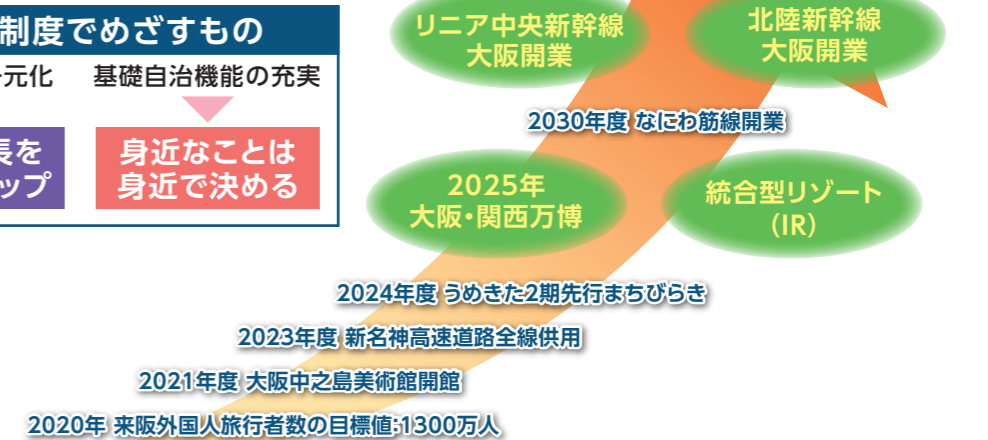 制度でめざすもの
元化
基礎自治機能の充実
長を
ップ
身近なことは
身近で決める
リニア中央新幹線
大阪開業
北陸新幹線
大阪開業
2030年度 なにわ筋線開業
2025年
大阪・関西万博
統合型リゾート
(IR)
2024年度 うめきた2期先行まちびらき
2023年度 新名神高速道路全線供用
2021年度 大阪中之島美術館開館
2020年 来阪外国人旅行者数の目標値:1300万人